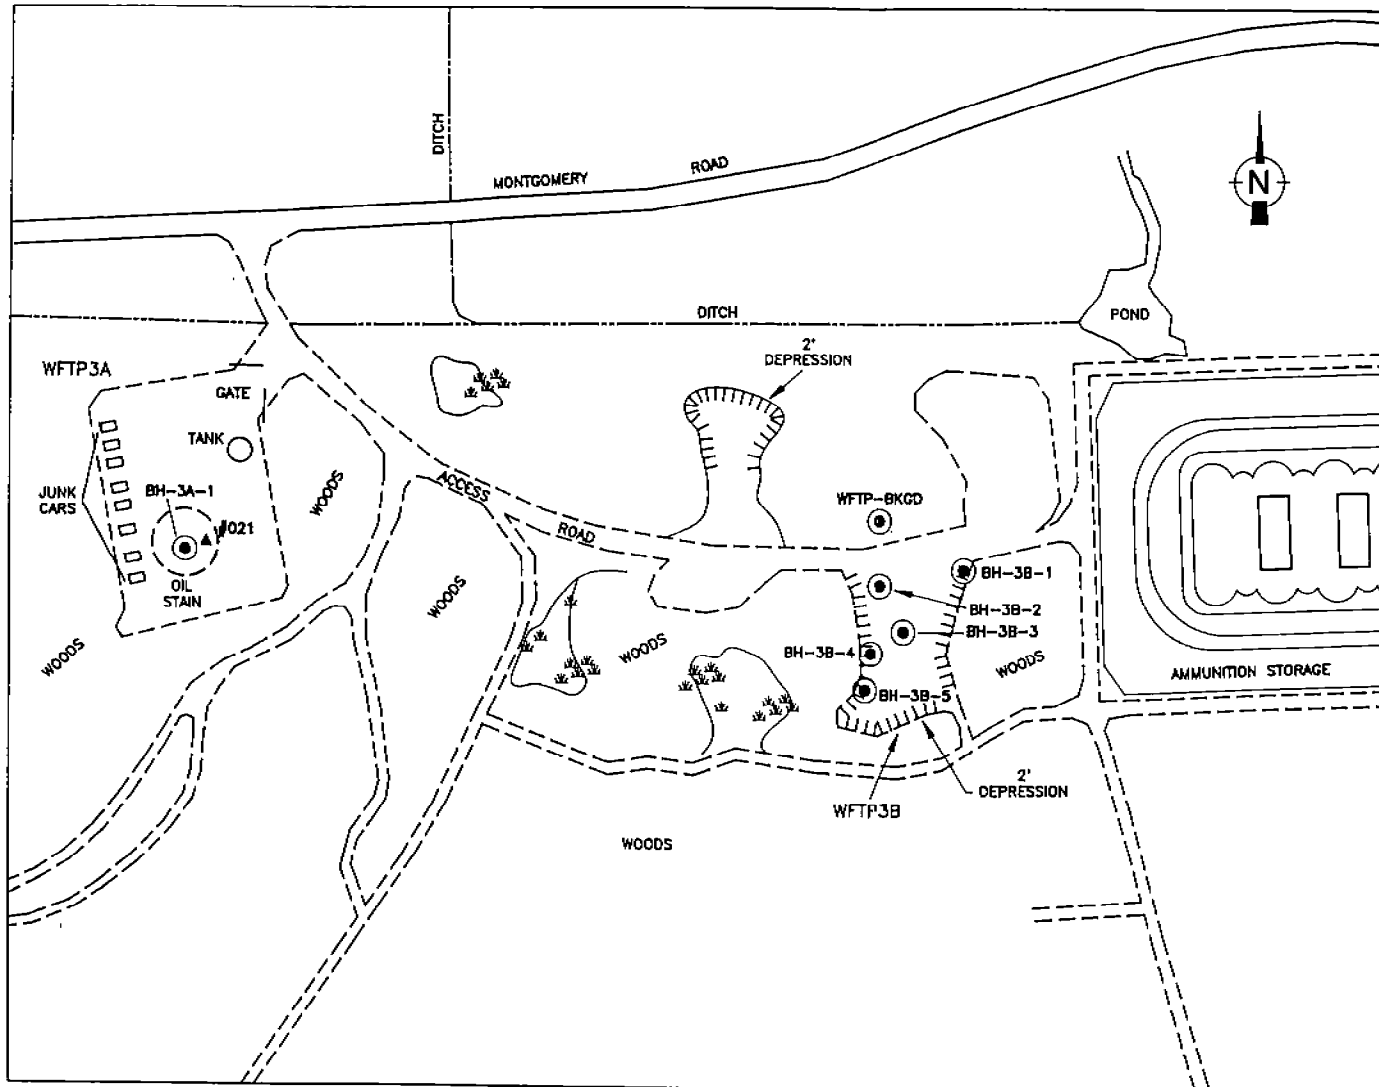 DITCH
MONTGOMERY ROAD
N
DITCH
POND
2'
DEPRESSION
WFTP3A
GATE
TANK
WOODS
ACCESS ROAD
JUNK
CARS
BH-3A-1
WFTP-BKGD
OIL
STAIN
BH-3B-1
WOODS
BH-3B-2
BH-3B-3
WOODS
WOODS
BH-3B-4
WOODS
AMMUNITION STORAGE
BH-3B-5
2'
DEPRESSION
WFTP3B
WOODS